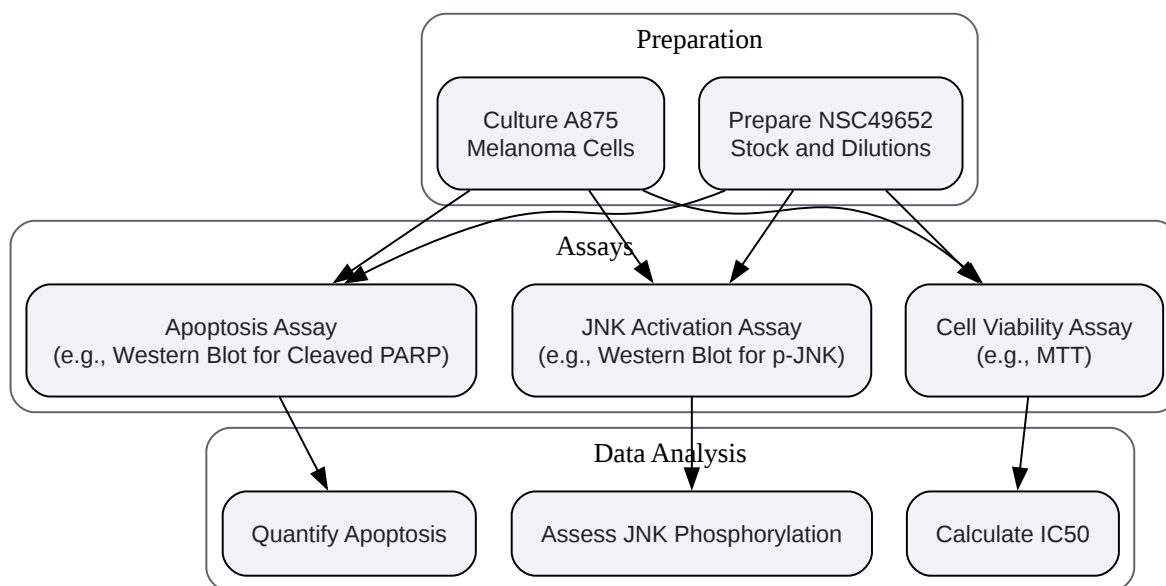 Preparation
Culture A875
Melanoma Cells
Prepare NSC49652
Stock and Dilutions
Assays
Apoptosis Assay
(e.g., Western Blot for Cleaved PARP)
JNK Activation Assay
(e.g., Western Blot for p-JNK)
Cell Viability Assay
(e.g., MTT)
Data Analysis
Quantify Apoptosis
Assess JNK Phosphorylation
Calculate IC50